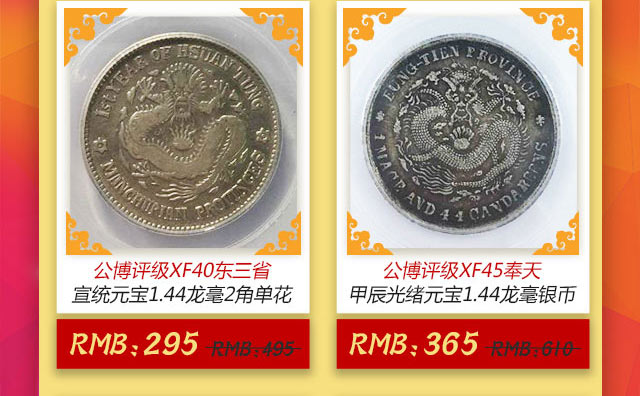 1ST YEAR OF HSUAN TUNG
MANCHURIAN PROVINCES
公博评级XF40东三省
宣统元宝1.44龙毫2角单花
RMB:295 RMB:495
FUNG-TIEN PROVINCE
1 MACE AND 44 CANDAREENS
公博评级XF45奉天
甲辰光绪元宝1.44龙毫银币
RMB:365 RMB:610